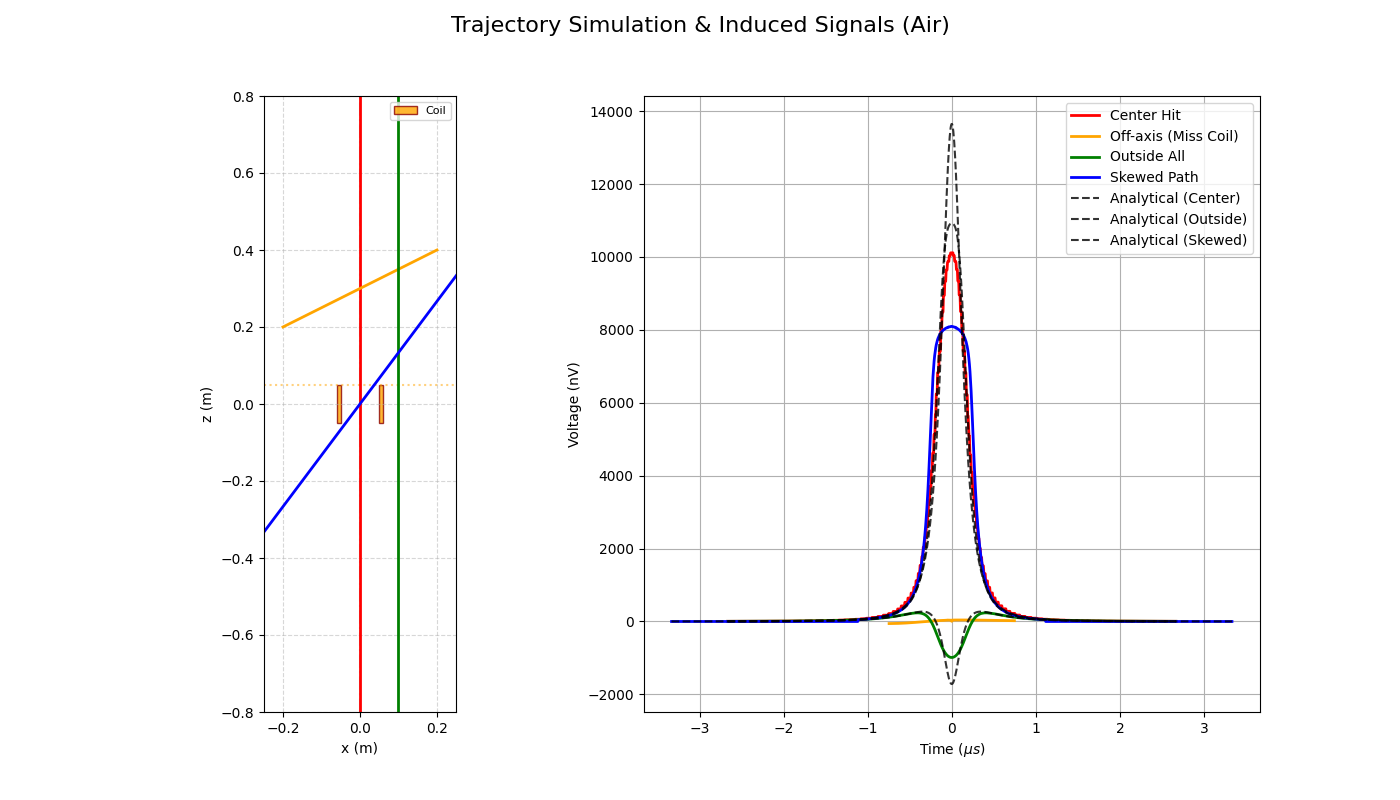 Trajectory Simulation & Induced Signals (Air)
Coil
0.8
0.6
0.4
0.2
0.0
−0.2
−0.4
−0.6
−0.8
z (m)
−0.2
0.0
0.2
x (m)
Center Hit
Off-axis (Miss Coil)
Outside All
Skewed Path
Analytical (Center)
Analytical (Outside)
Analytical (Skewed)
14000
12000
10000
8000
6000
4000
2000
0
−2000
Voltage (nV)
−3
−2
−1
0
1
2
3
Time (μs)